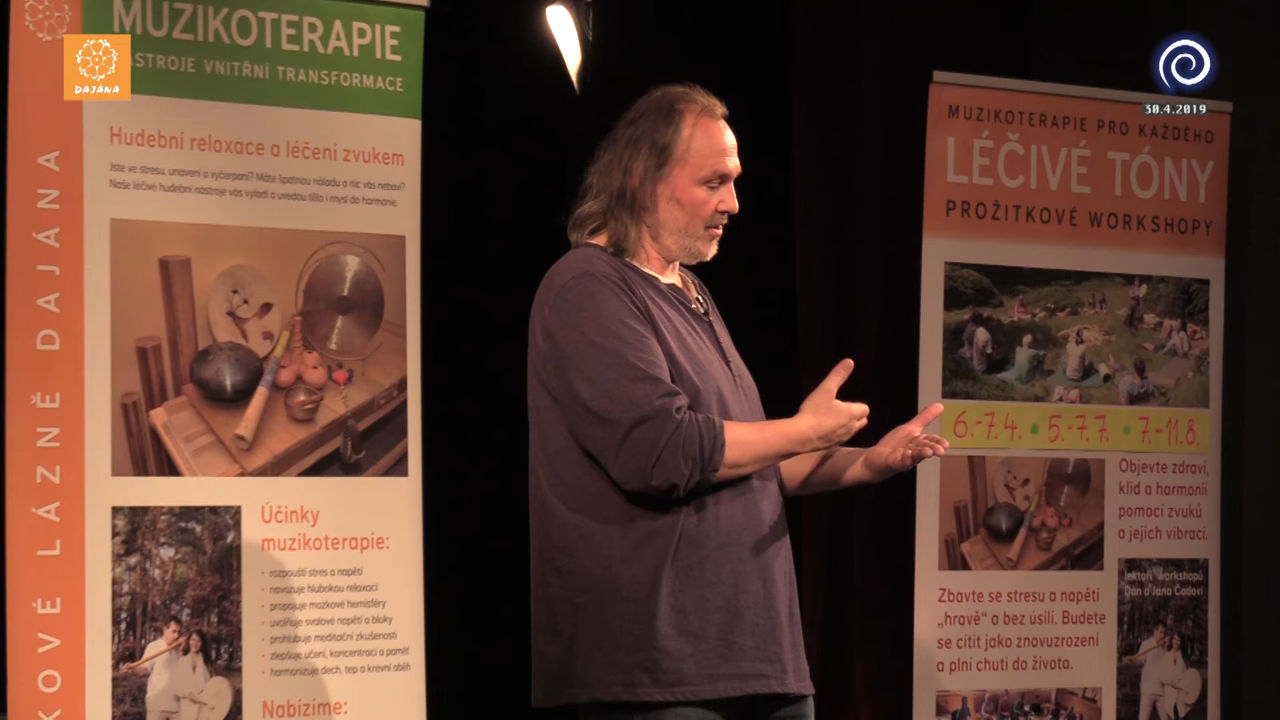 MUZIKOTERAPIE
ÁSTROJE VNITŘNÍ TRANSFORMACE
DAJÁNA
KOVÉ LÁZNĚ DAJÁNA
Hudební relaxace a léčení zvukem
Jste ve stresu, unaveni a vyčerpaní? Máte špatnou náladu a nic vás nebaví?
Naše léčivé hudební nástroje vás vyladí a uvedou tělo i mysl do harmonie.
Účinky
muzikoterapie:
• rozpouští stres a napětí
• navozuje hlubokou relaxaci
• propojuje mozkové hemisféry
• uvolňuje svalové napětí a bloky
• prohlubuje meditační zkušenosti
• zlepšuje učení, koncentraci a paměť
• harmonizuje dech, tep a krevní oběh
Nabízíme:
30.4.2019
MUZIKOTERAPIE PRO KAŽDÉHO
LÉČIVÉ TÓNY
PROŽITKOVÉ WORKSHOPY
6.-7.4. • 5.-7.7. • 7.-11.8.
Objevte zdraví,
klid a harmonii
pomocí zvuků
a jejich vibrací.
lektoři workshopů
Dan a Jana Čadovi
Zbavte se stresu a napětí
„hravě" a bez úsilí. Budete
se cítit jako znovuzrození
a plní chuti do života.